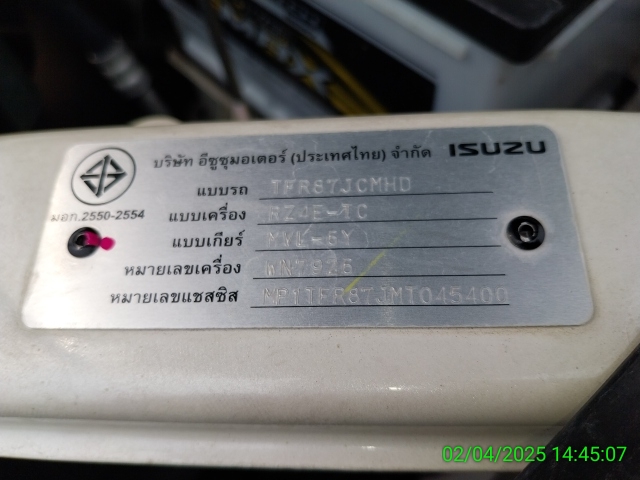 บริษัท อีซูซุมอเตอร์ (ประเทศไทย) จำกัด ISUZU
มอก.2550-2554
แบบรถ TFR87JCMHD
แบบเครื่อง RZ4E-TC
แบบเกียร์
หมายเลขเครื่อง
หมายเลขแชสซิส
02/04/2025 14:45:07